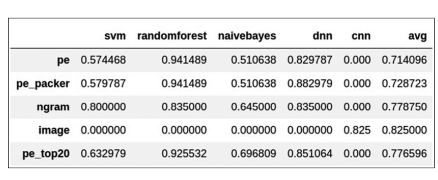 svm randomforest naivebayes dnn cnn avg
pe 0.574468 0.941489 0.510638 0.829787 0.000 0.714096
pe_packer 0.579787 0.941489 0.510638 0.882979 0.000 0.728723
ngram 0.800000 0.835000 0.645000 0.835000 0.000 0.778750
image 0.000000 0.000000 0.000000 0.000000 0.825 0.825000
pe_top20 0.632979 0.925532 0.696809 0.851064 0.000 0.776596